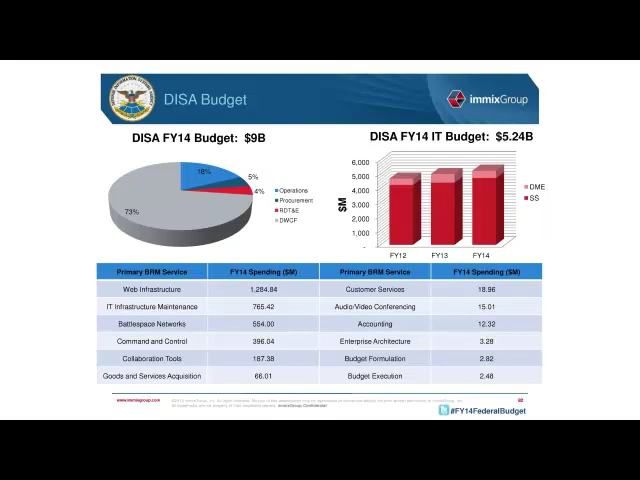 DISA Budget
immixGroup
DISA FY14 Budget: $9B
DISA FY14 IT Budget: $5.24B
18%
5%
4%
73%
Operations
Procurement
RDT&E
DWCF
$M
6,000
5,000
4,000
3,000
2,000
1,000
-
FY12 FY13 FY14
DME
SS
Primary BRM Service FY14 Spending ($M) Primary BRM Service FY14 Spending ($M)
Web Infrastructure 1,284.84 Customer Services 18.96
IT Infrastructure Maintenance 765.42 Audio/Video Conferencing 15.01
Battlespace Networks 554.00 Accounting 12.32
Command and Control 396.04 Enterprise Architecture 3.28
Collaboration Tools 187.38 Budget Formulation 2.82
Goods and Services Acquisition 66.01 Budget Execution 2.48
www.immixgroup.com
#FY14FederalBudget